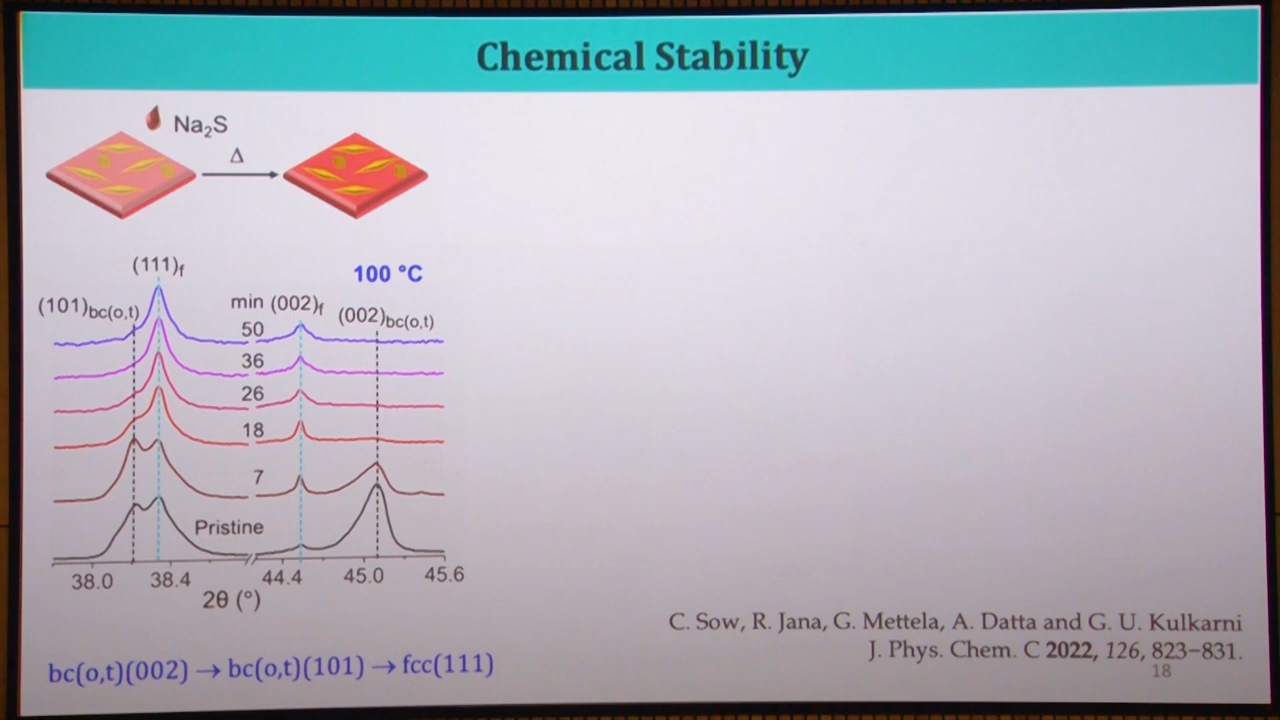 Chemical Stability
Na₂S
Δ
(111)f
100 °C
(101)bc(o,t)
min (002)f
(002)bc(o,t)
50
36
26
18
7
Pristine
38.0 38.4 44.4 45.0 45.6
2θ (°)
C. Sow, R. Jana, G. Mettela, A. Datta and G. U. Kulkarni
J. Phys. Chem. C 2022, 126, 823−831.
bc(o,t)(002) → bc(o,t)(101) → fcc(111)
18